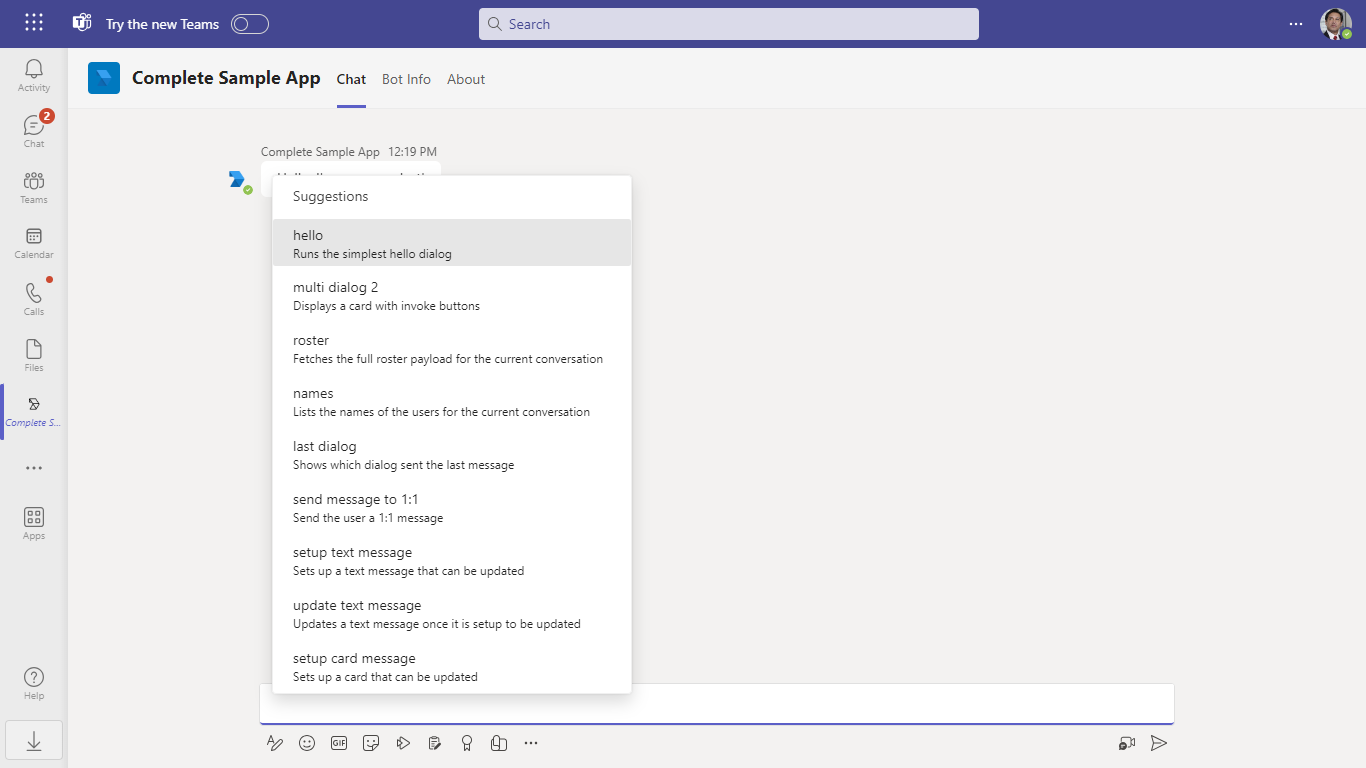 Try the new Teams
Search
Activity
2
Chat
Teams
Calendar
Calls
Files
Complete S...
Apps
Help
Complete Sample App
Chat
Bot Info
About
Complete Sample App 12:19 PM
Suggestions
hello
Runs the simplest hello dialog
multi dialog 2
Displays a card with invoke buttons
roster
Fetches the full roster payload for the current conversation
names
Lists the names of the users for the current conversation
last dialog
Shows which dialog sent the last message
send message to 1:1
Send the user a 1:1 message
setup text message
Sets up a text message that can be updated
update text message
Updates a text message once it is setup to be updated
setup card message
Sets up a card that can be updated
GIF